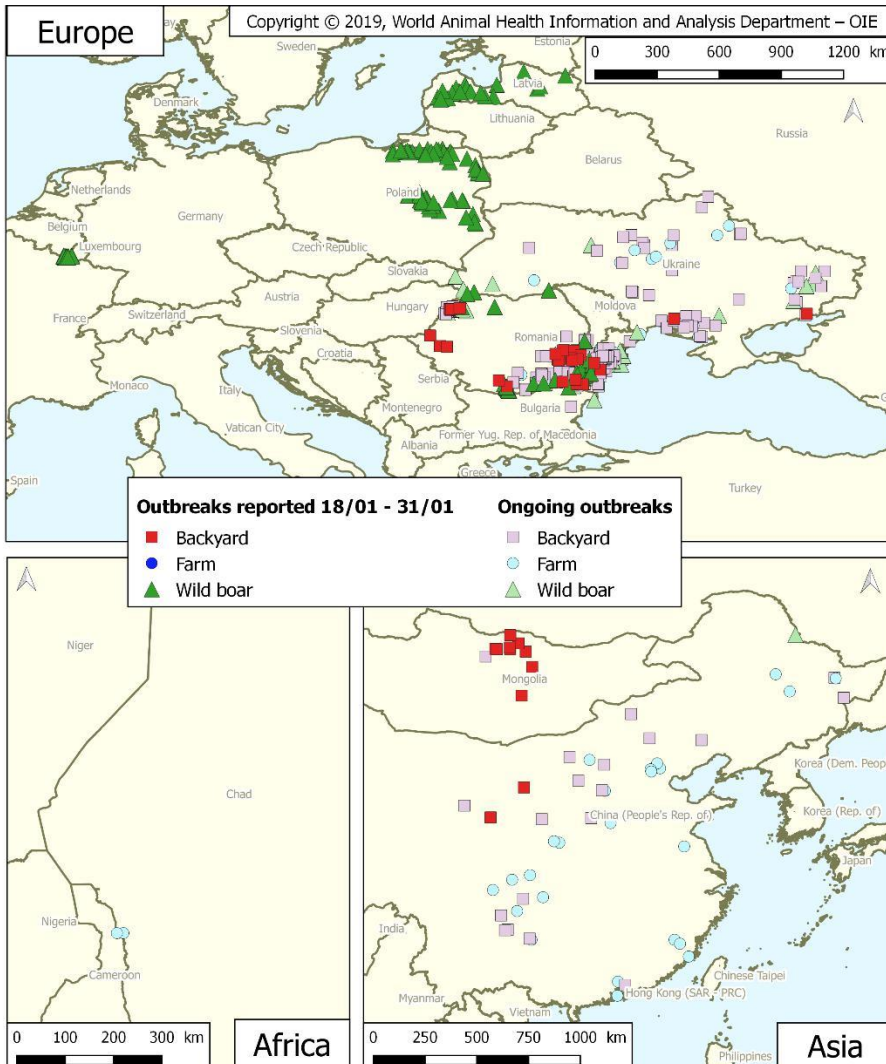 Europe
Copyright © 2019, World Animal Health Information and Analysis Department – OIE
0 300 600 900 1200 km
Sweden
Estonia
Latvia
Denmark
Lithuania
Russia
Belarus
Netherlands
Germany
Poland
Belgium
Luxembourg
Czech Republic
Ukraine
Slovakia
Austria
Hungary
Moldova
France
Switzerland
Slovenia
Romania
Croatia
Serbia
Monaco
Italy
Montenegro
Bulgaria
Vatican City
Albania
Former Yug. Rep. of Macedonia
Spain
Greece
Turkey
Outbreaks reported 18/01 - 31/01
Backyard
Farm
Wild boar
Ongoing outbreaks
Backyard
Farm
Wild boar
Niger
Chad
Nigeria
Cameroon
0 100 200 300 km
Africa
Mongolia
Korea (Dem. Peop
China (People's Rep. of)
Korea (Rep. of)
Japan
India
Chinese Taipei
Hong Kong (SAR - PRC)
Myanmar
Vietnam
Philippines
0 250 500 750 1000 km
Asia